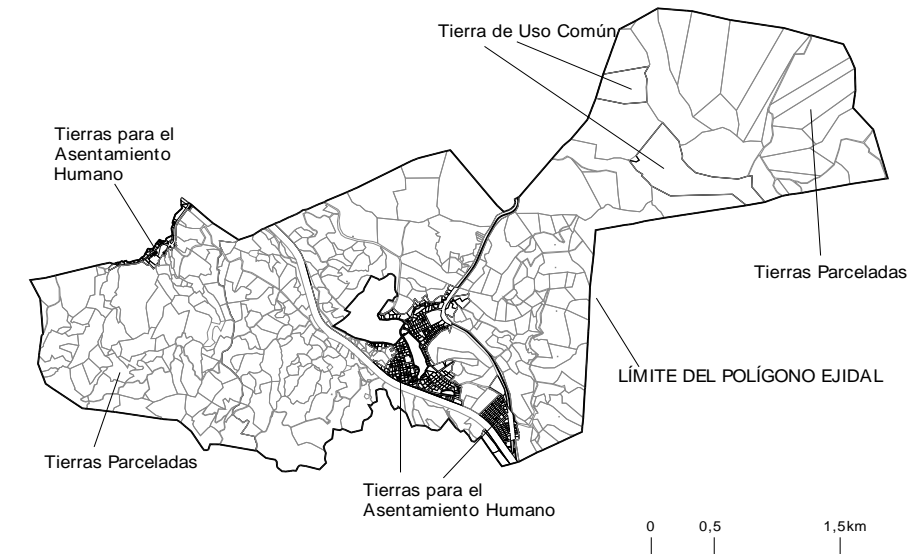 Tierra de Uso Común
Tierras para el
Asentamiento
Humano
Tierras Parceladas
LÍMITE DEL POLÍGONO EJIDAL
Tierras Parceladas
Tierras para el
Asentamiento Humano
0 0,5 1,5km